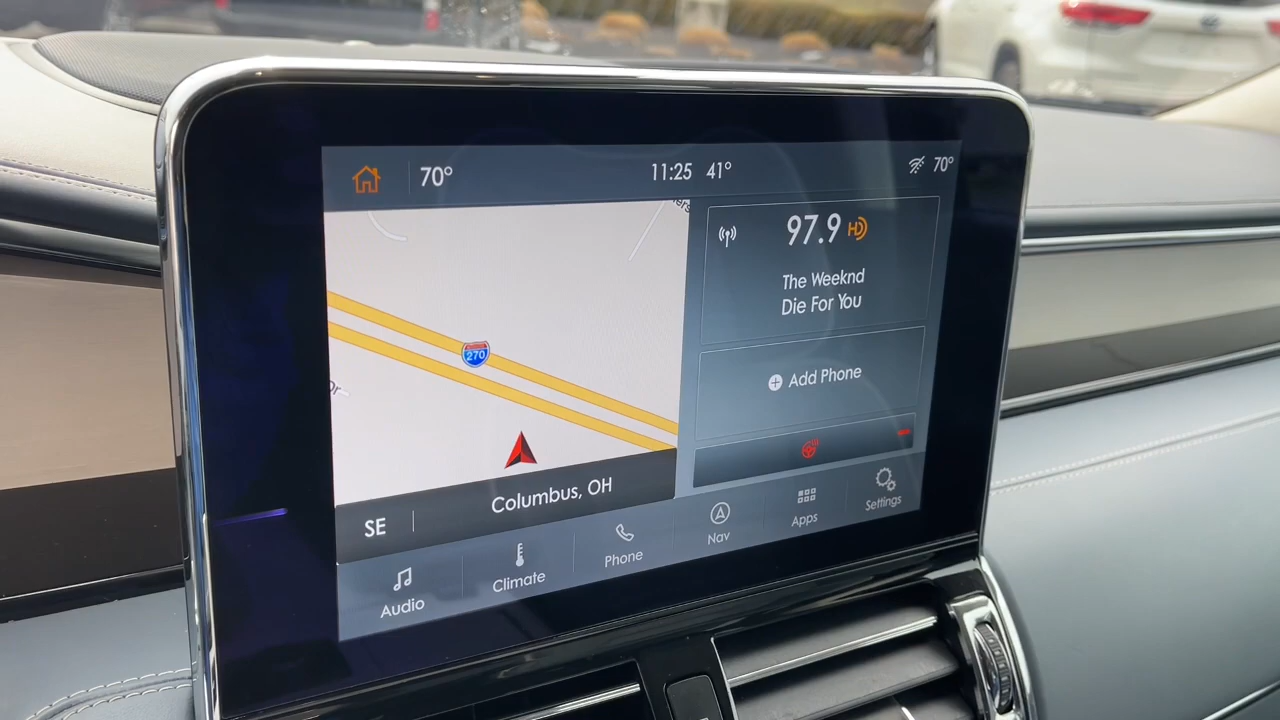 70°
11:25 41°
70°
97.9 HD
The Weeknd
Die For You
270
Add Phone
SE
Columbus, OH
Audio
Climate
Phone
Nav
Apps
Settings